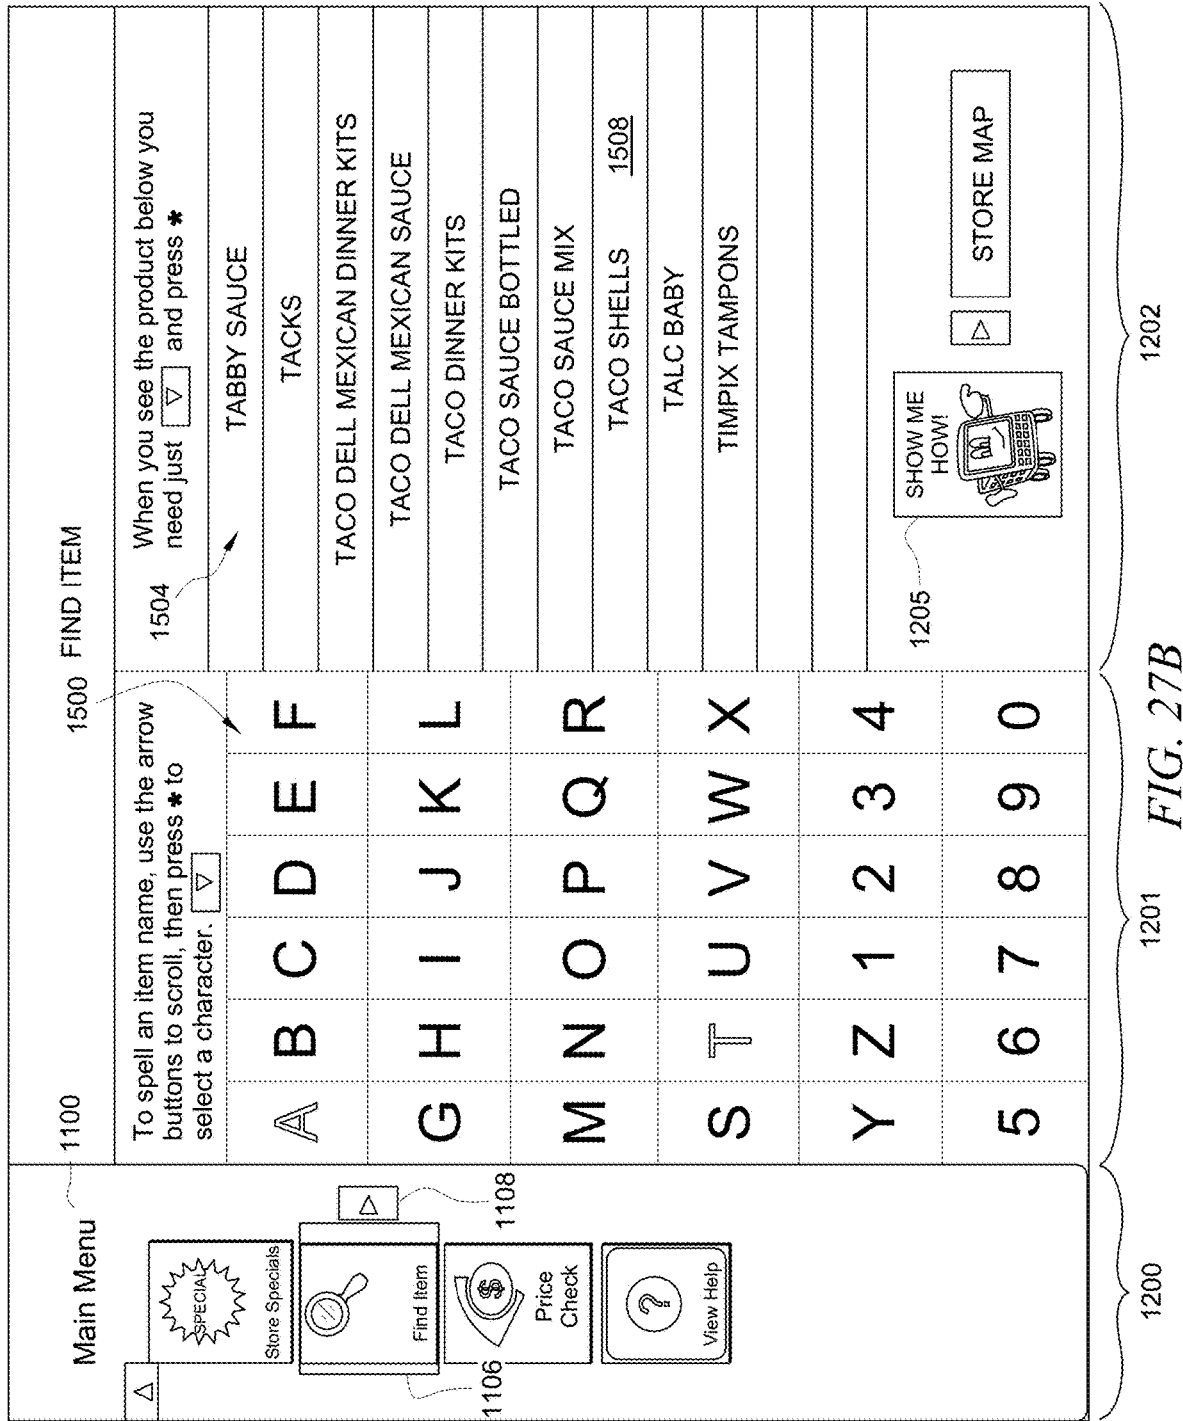 Main Menu
1100
1500
FIND ITEM
SPECIAL
Store Specials
Find Item
1106
1108
$
Price
Check
?
View Help
To spell an item name, use the arrow
buttons to scroll, then press * to
select a character. ▽
A B C D E F
G H I J K L
M N O P Q R
S T U V W X
Y Z 1 2 3 4
5 6 7 8 9 0
When you see the product below you
need just ▽ and press *
1504
TABBY SAUCE
TACKS
TACO DELL MEXICAN DINNER KITS
TACO DELL MEXICAN SAUCE
TACO DINNER KITS
TACO SAUCE BOTTLED
TACO SAUCE MIX
TACO SHELLS
1508
TALC BABY
TIMPIX TAMPONS
1205
SHOW ME
HOW!
STORE MAP
1200
1201
1202
FIG. 27B